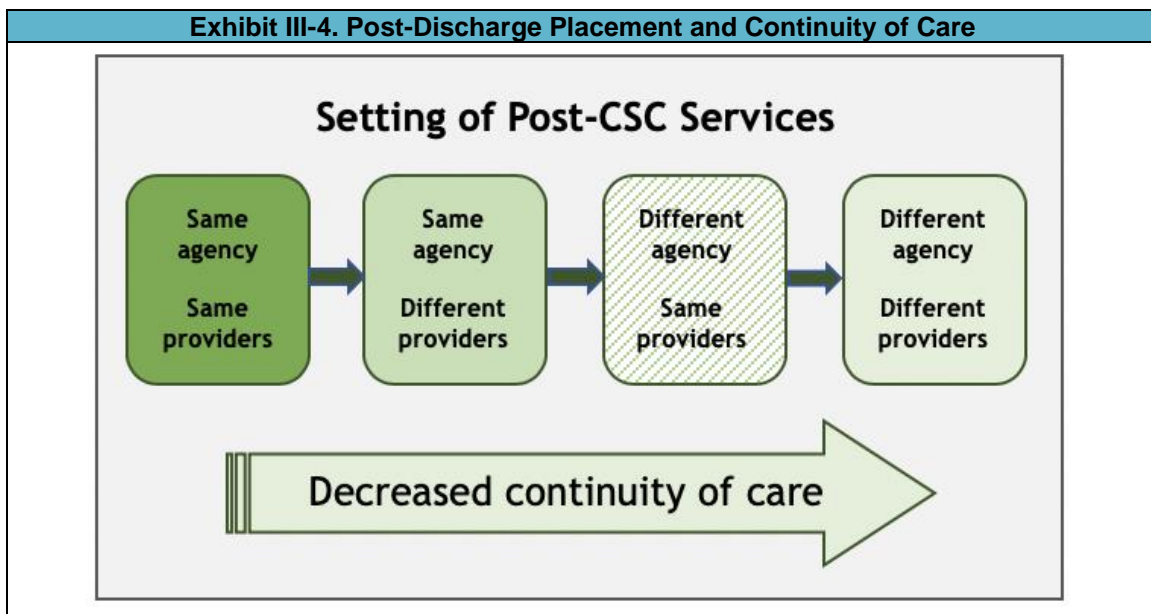 Exhibit III-4. Post-Discharge Placement and Continuity of Care
Setting of Post-CSC Services
Same
agency
Same
providers
Same
agency
Different
providers
Different
agency
Same
providers
Different
agency
Different
providers
Decreased continuity of care